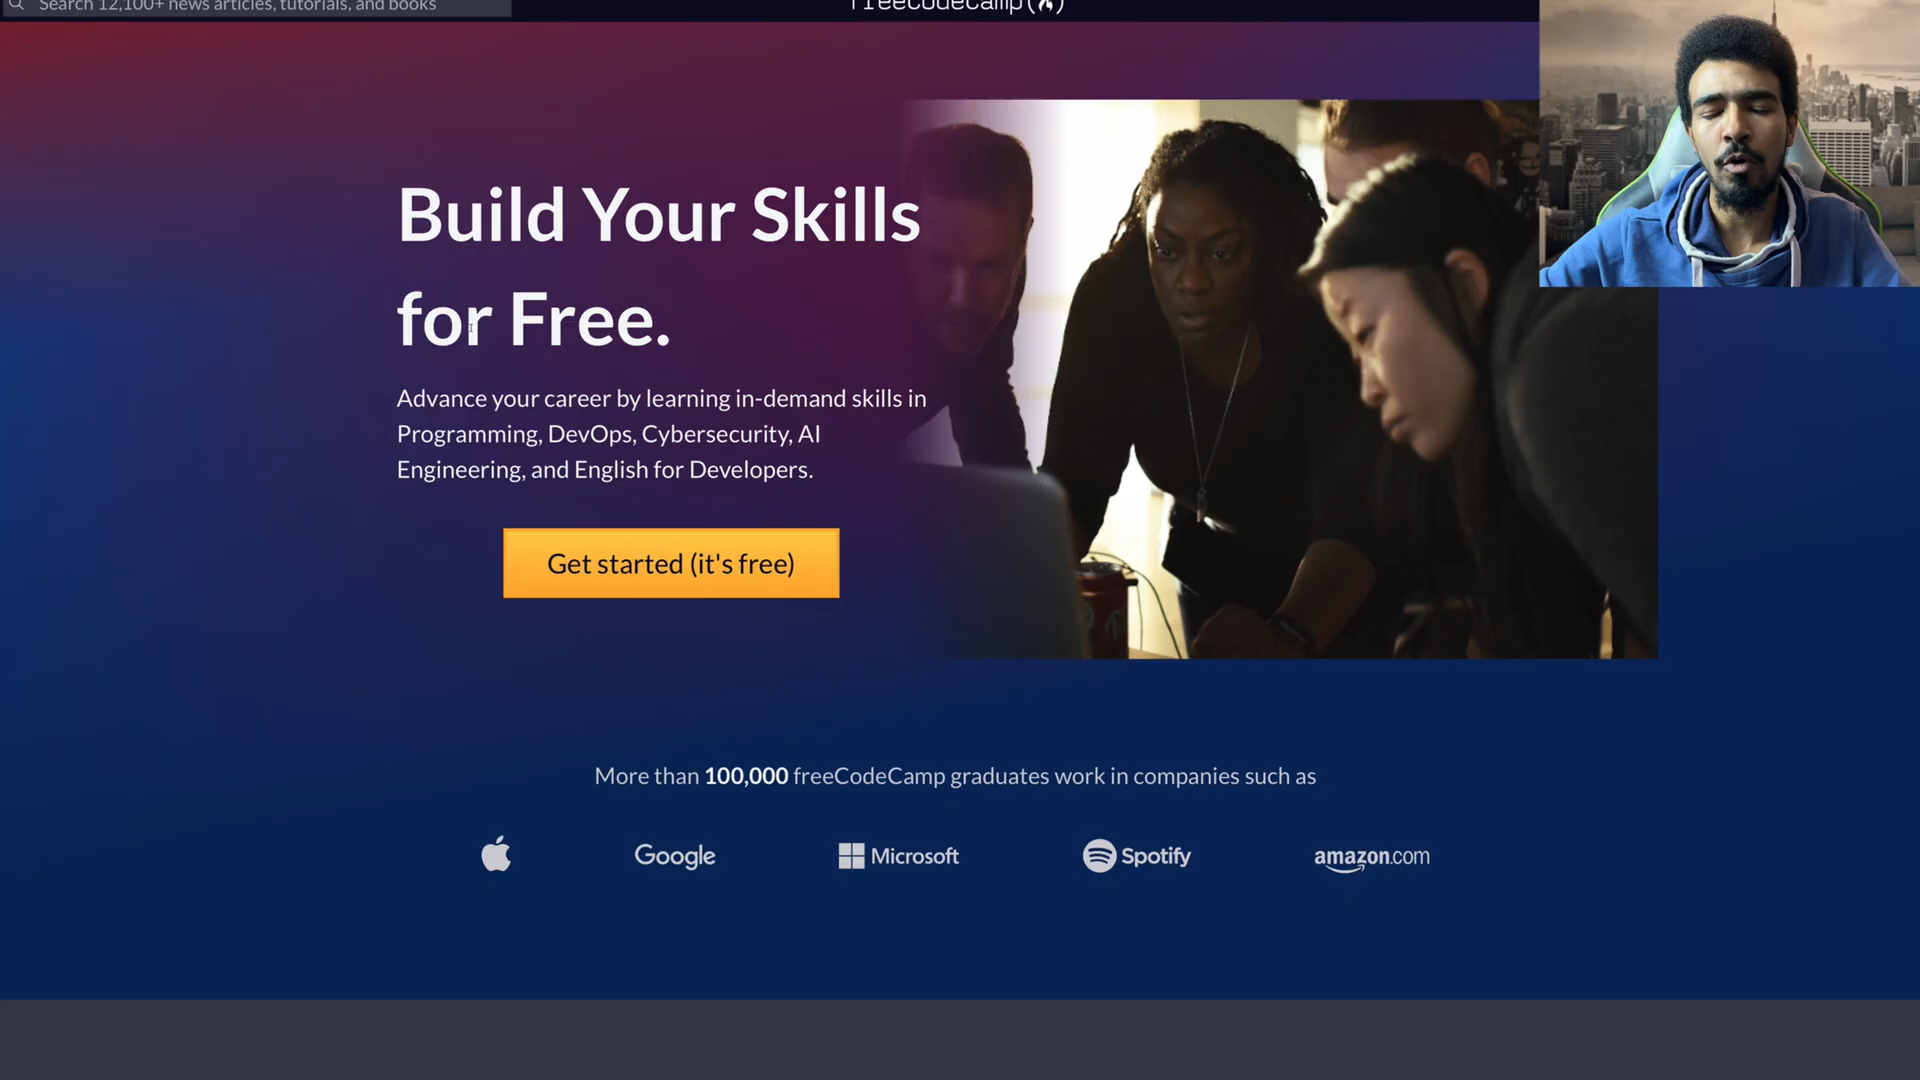 Search 12,100+ news articles, tutorials, and books
freeCodeCamp
Build Your Skills
for Free.
Advance your career by learning in-demand skills in
Programming, DevOps, Cybersecurity, AI
Engineering, and English for Developers.
Get started (it's free)
More than 100,000 freeCodeCamp graduates work in companies such as
Google
Microsoft
Spotify
amazon.com